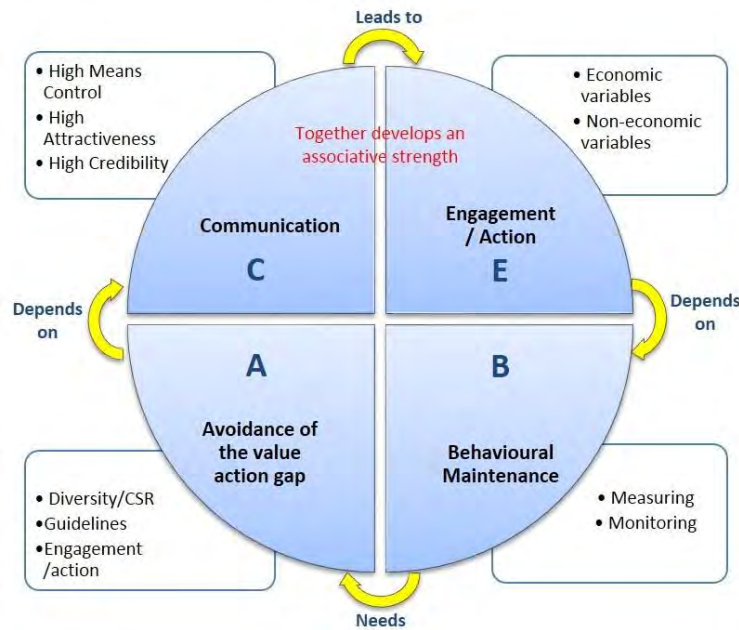 Leads to
• High Means
Control
• High
Attractiveness
• High Credibility
• Economic
variables
• Non-economic
variables
Together develops an
associative strength
Communication
C
Engagement
/ Action
E
Depends
on
Depends
on
A
Avoidance of
the value
action gap
B
Behavioural
Maintenance
• Diversity/CSR
•Guidelines
•Engagement
/action
• Measuring
• Monitoring
Needs